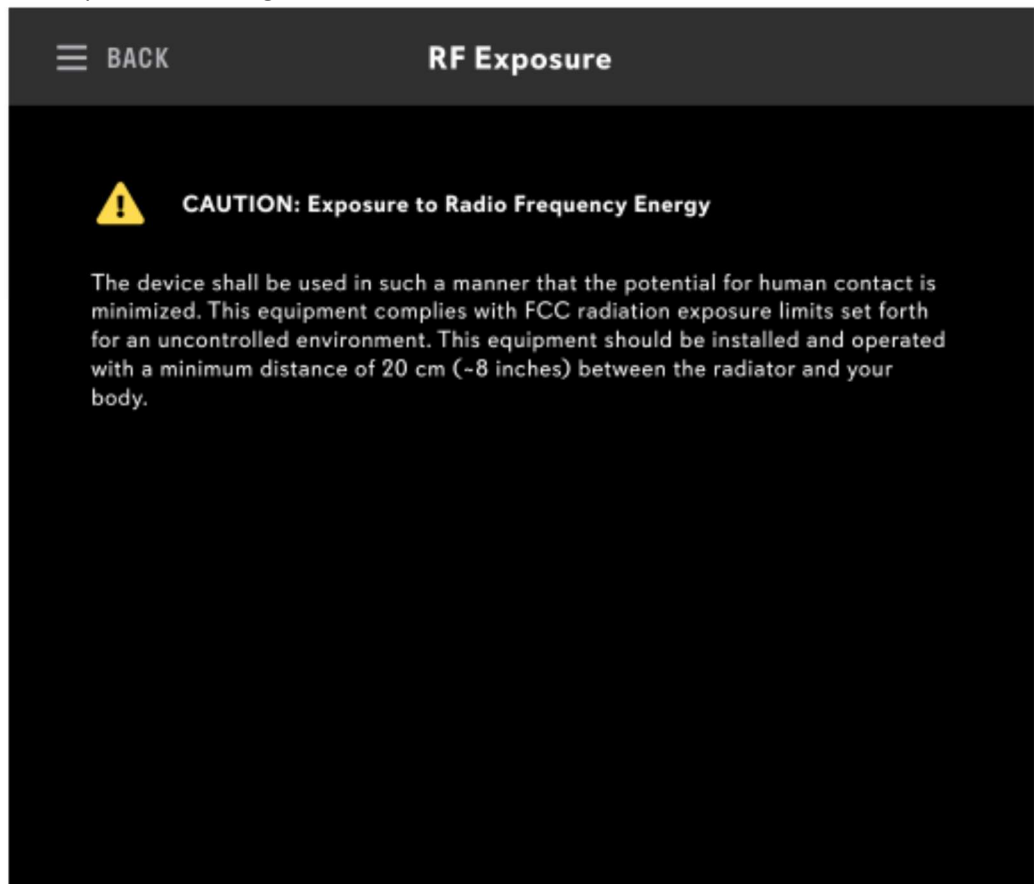 BACK
RF Exposure
CAUTION: Exposure to Radio Frequency Energy
The device shall be used in such a manner that the potential for human contact is
minimized. This equipment complies with FCC radiation exposure limits set forth
for an uncontrolled environment. This equipment should be installed and operated
with a minimum distance of 20 cm (~8 inches) between the radiator and your
body.